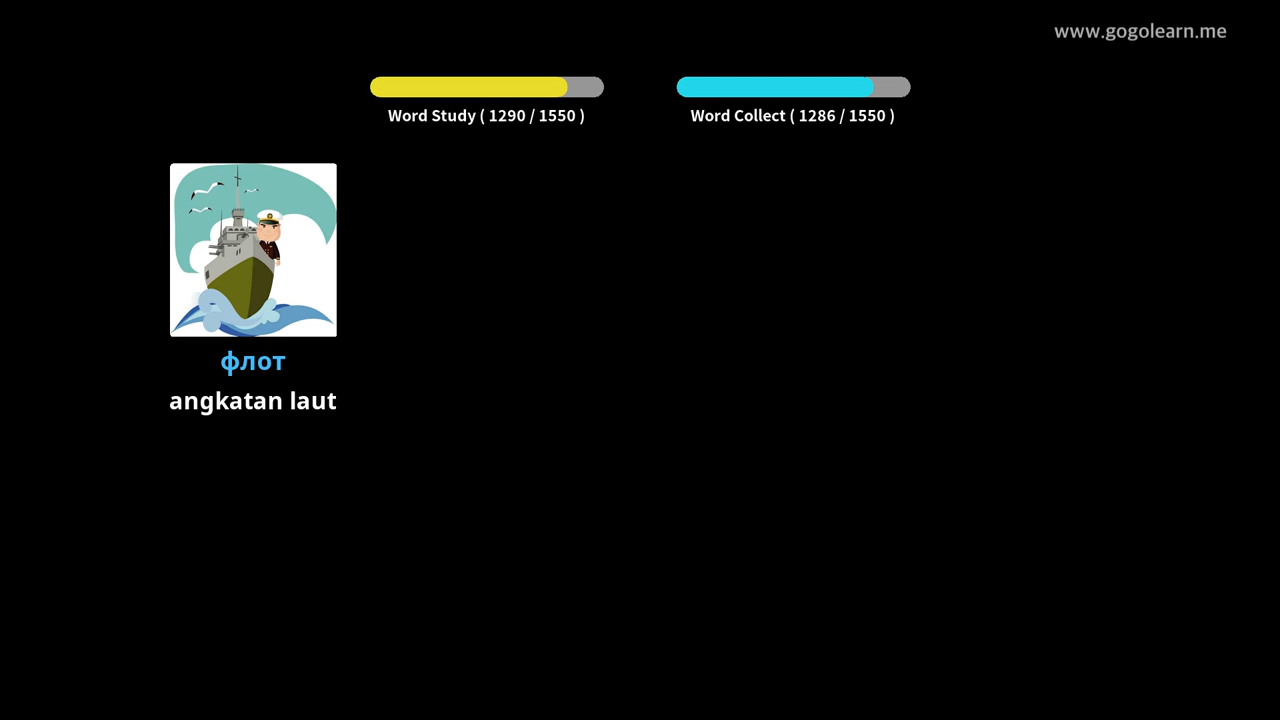 www.gogolearn.me
Word Study ( 1290 / 1550 )
Word Collect ( 1286 / 1550 )
флот
angkatan laut